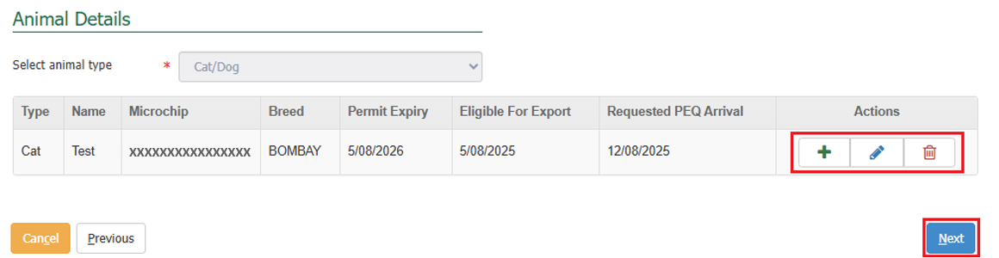 Animal Details
Select animal type * Cat/Dog
Type Name Microchip Breed Permit Expiry Eligible For Export Requested PEQ Arrival Actions
Cat Test xxxxxxxxxxxxxxxx BOMBAY 5/08/2026 5/08/2025 12/08/2025
Cancel Previous Next